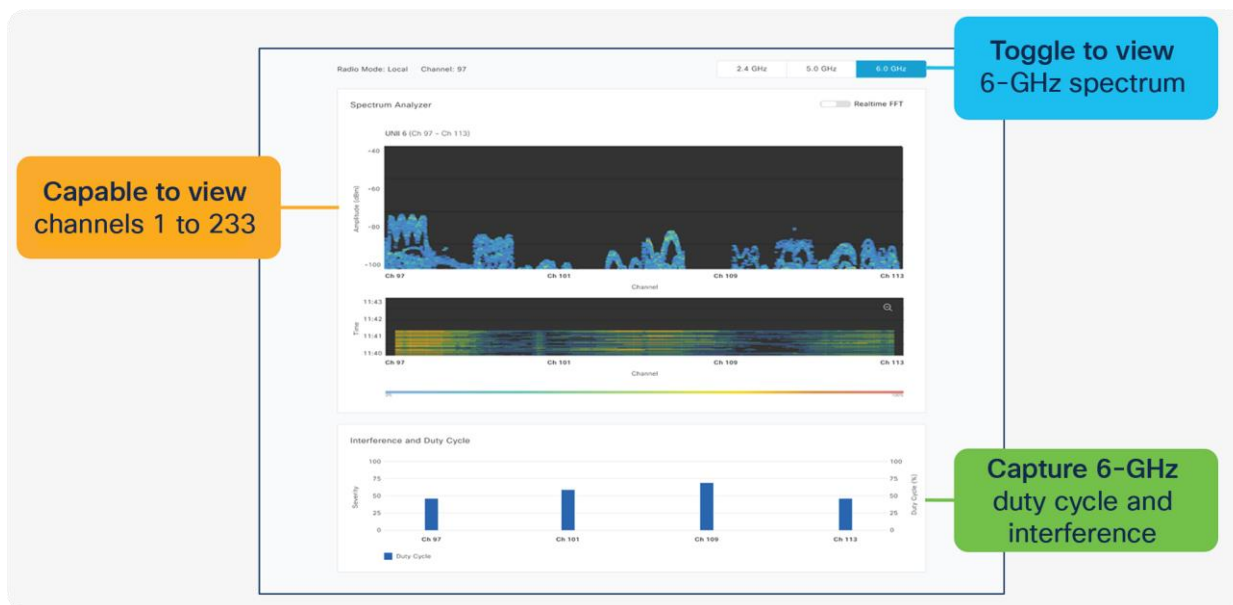 Toggle to view
6-GHz spectrum
Radio Mode: Local Channel: 97
2.4 GHz 5.0 GHz 6.0 GHz
Spectrum Analyzer
Realtime FFT
UNII 6 (Ch 97 - Ch 113)
Capable to view
channels 1 to 233
Amplitude [dBm]
-40
-60
-80
-100
Ch 97 Ch 101 Ch 109 Ch 113
Channel
Time
11:43
11:42
11:41
11:40
Ch 97 Ch 101 Ch 109 Ch 113
Channel
Interference and Duty Cycle
Severity
100
75
50
25
0
100
75
50
25
0
Duty Cycle (%)
Ch 97 Ch 101 Ch 109 Ch 113
Duty Cycle
Capture 6-GHz
duty cycle and
interference